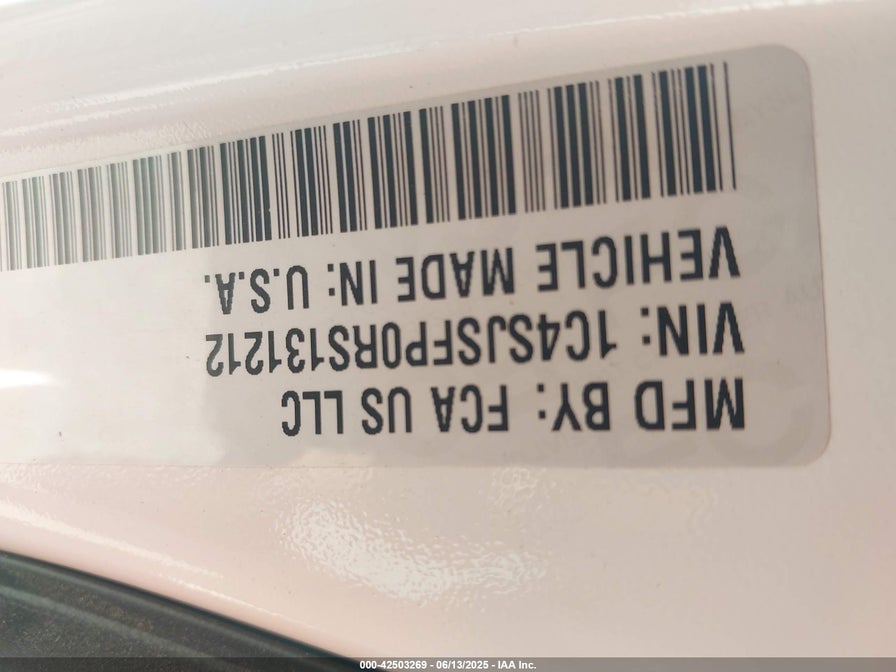 MFD BY: FCA US LLC
VIN: 1C4SJSFP0RS131212
VEHICLE MADE IN: U.S.A.
000-42503269 - 06/13/2025 - IAA Inc.